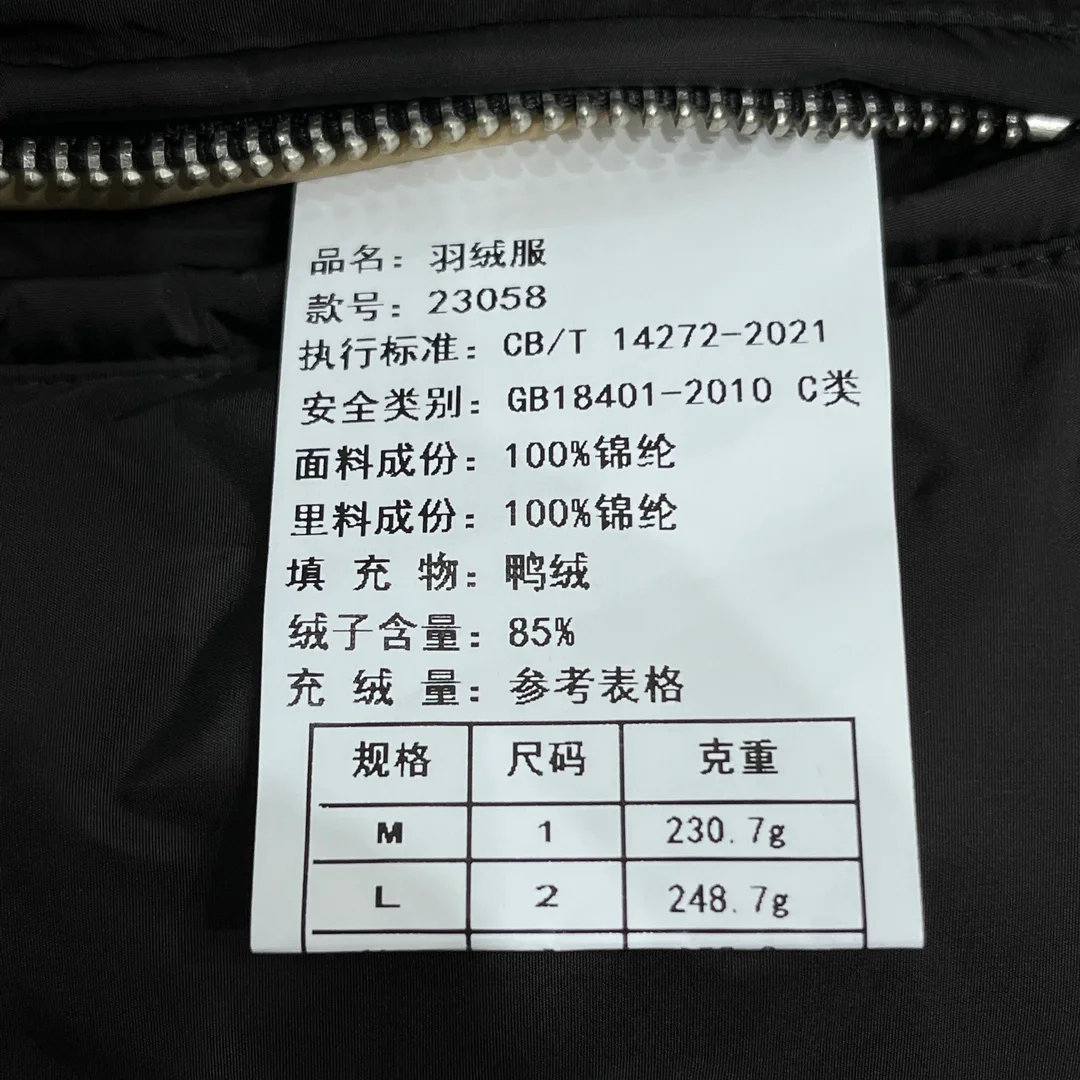 品名：羽绒服
款号：23058
执行标准：CB/T 14272-2021
安全类别：GB18401-2010 C类
面料成份：100%锦纶
里料成份：100%锦纶
填 充 物：鸭绒
绒子含量：85%
充 绒 量：参考表格
规格 尺码 克重
M 1 230.7g
L 2 248.7g